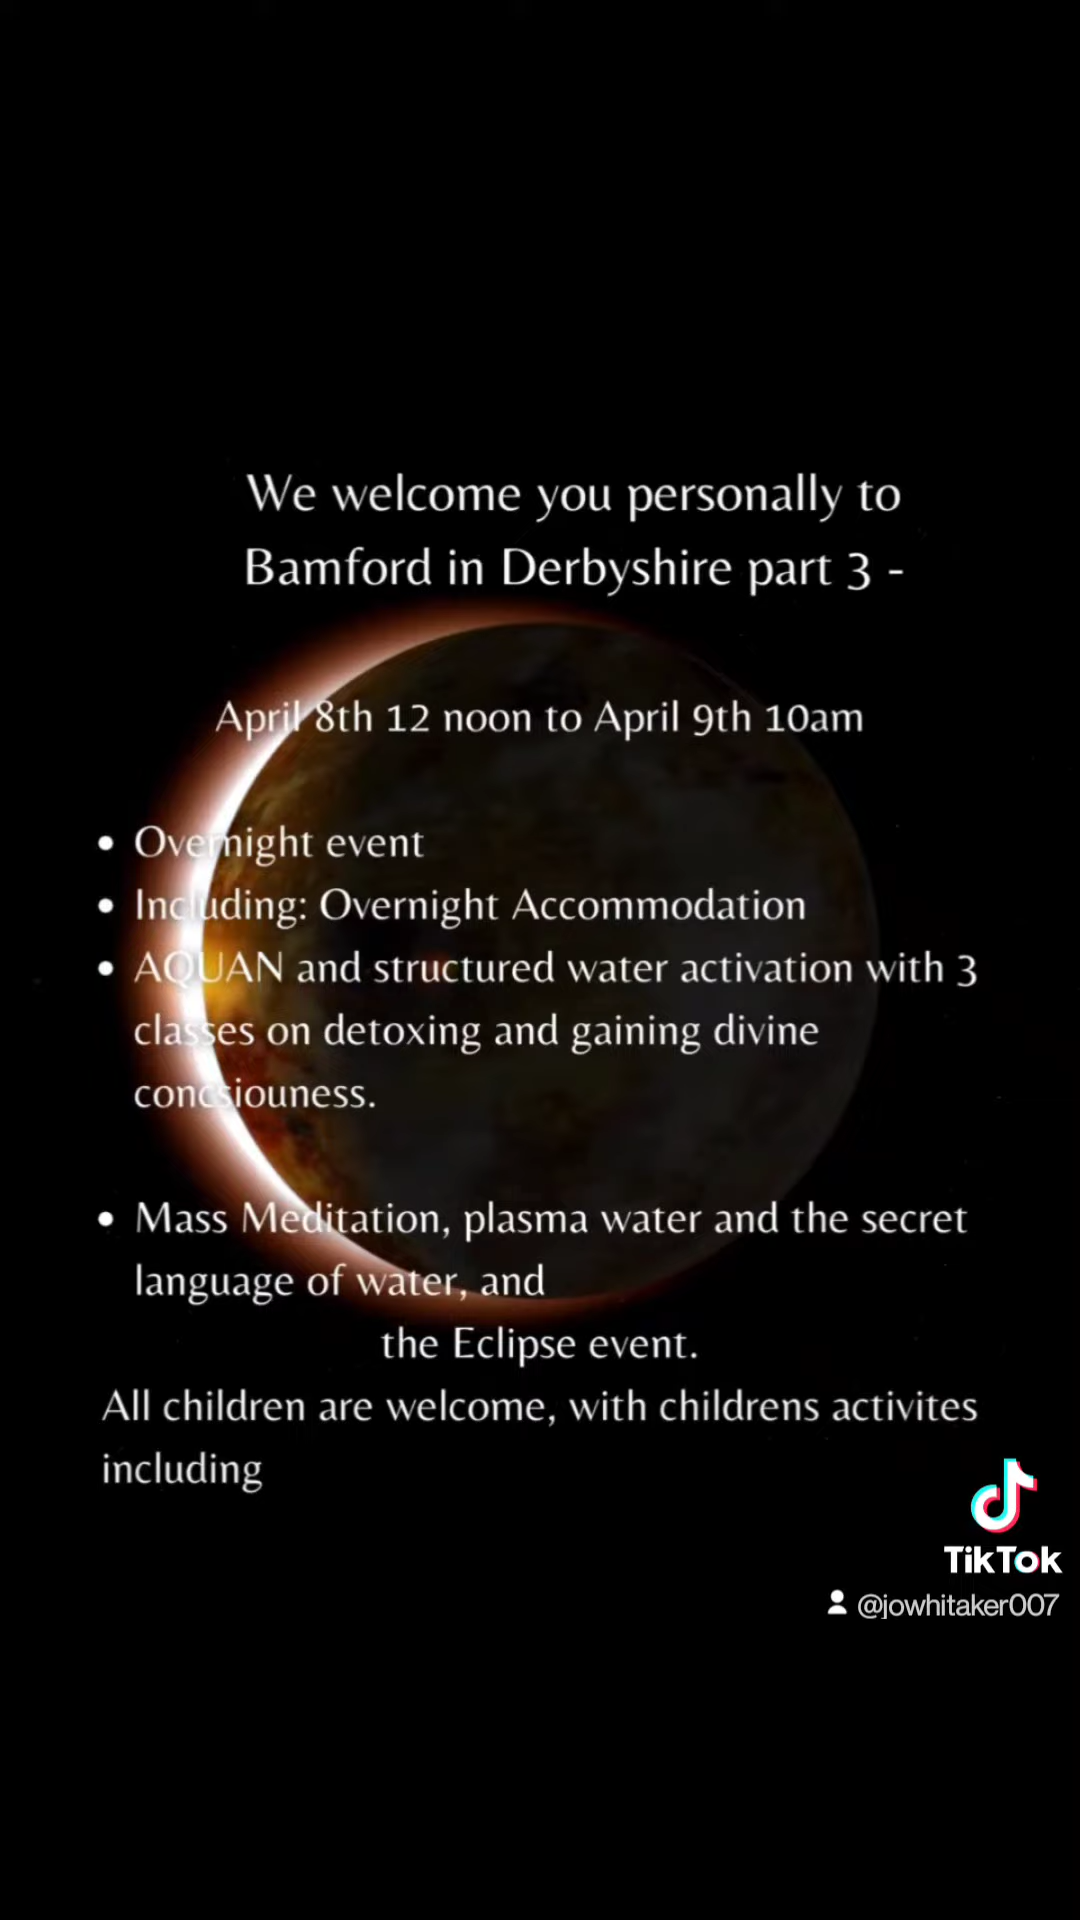 We welcome you personally to
Bamford in Derbyshire part 3 -
April 8th 12 noon to April 9th 10am
• Overnight event
• Including: Overnight Accommodation
• AQUAN and structured water activation with 3
classes on detoxing and gaining divine
concsiouness.
• Mass Meditation, plasma water and the secret
language of water, and
the Eclipse event.
All children are welcome, with childrens activites
including
TikTok
@jowhitaker007